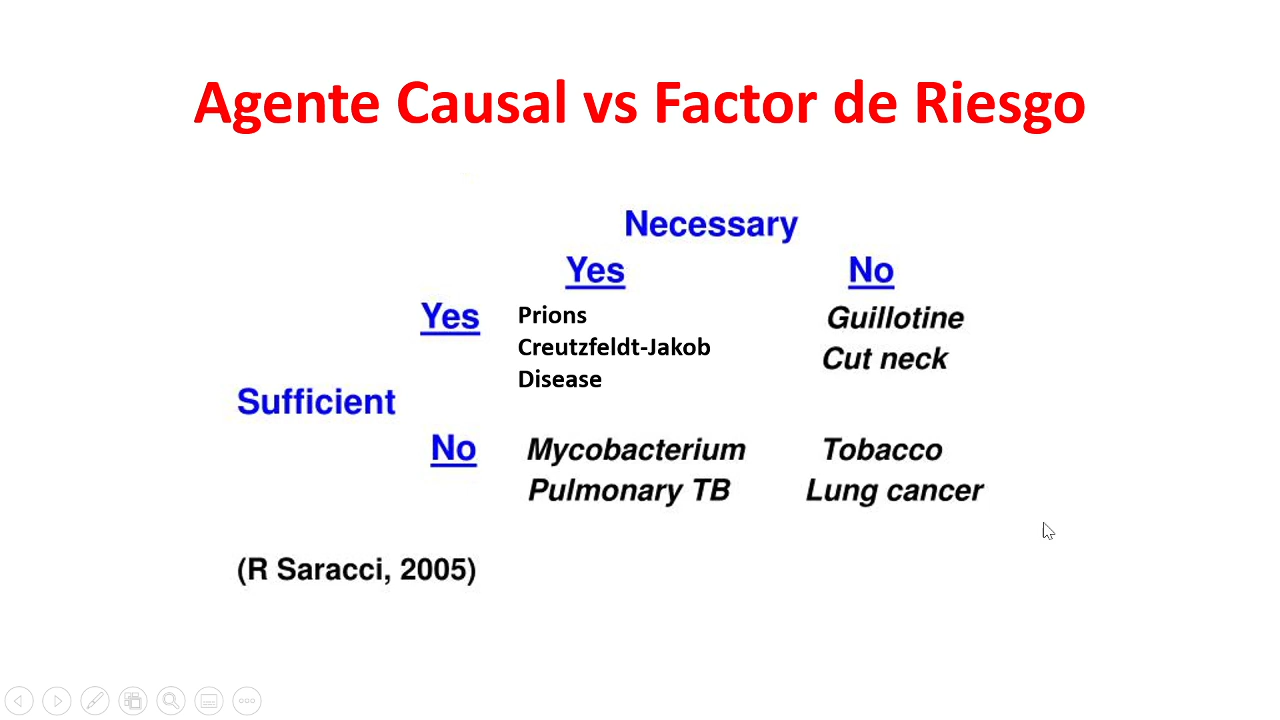 Agente Causal vs Factor de Riesgo
Necessary
Yes No
Yes Prions Guillotine
Creutzfeldt-Jakob Cut neck
Disease
Sufficient
No Mycobacterium Tobacco
Pulmonary TB Lung cancer
(R Saracci, 2005)